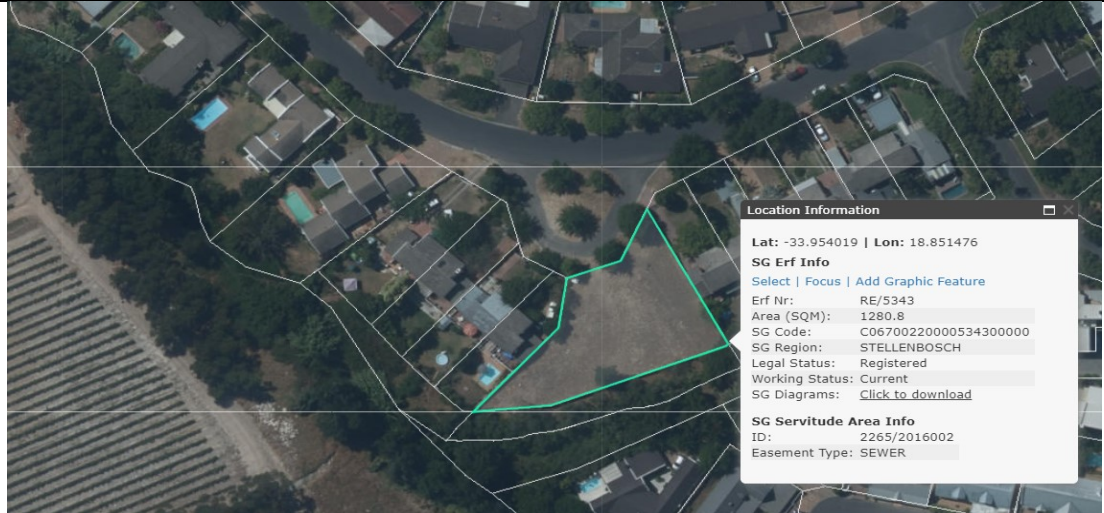 Location Information
Lat: -33.954019 | Lon: 18.851476
SG Erf Info
Select | Focus | Add Graphic Feature
Erf Nr: RE/5343
Area (SQM): 1280.8
SG Code: C06700220000534300000
SG Region: STELLENBOSCH
Legal Status: Registered
Working Status: Current
SG Diagrams: Click to download
SG Servitude Area Info
ID: 2265/2016002
Easement Type: SEWER